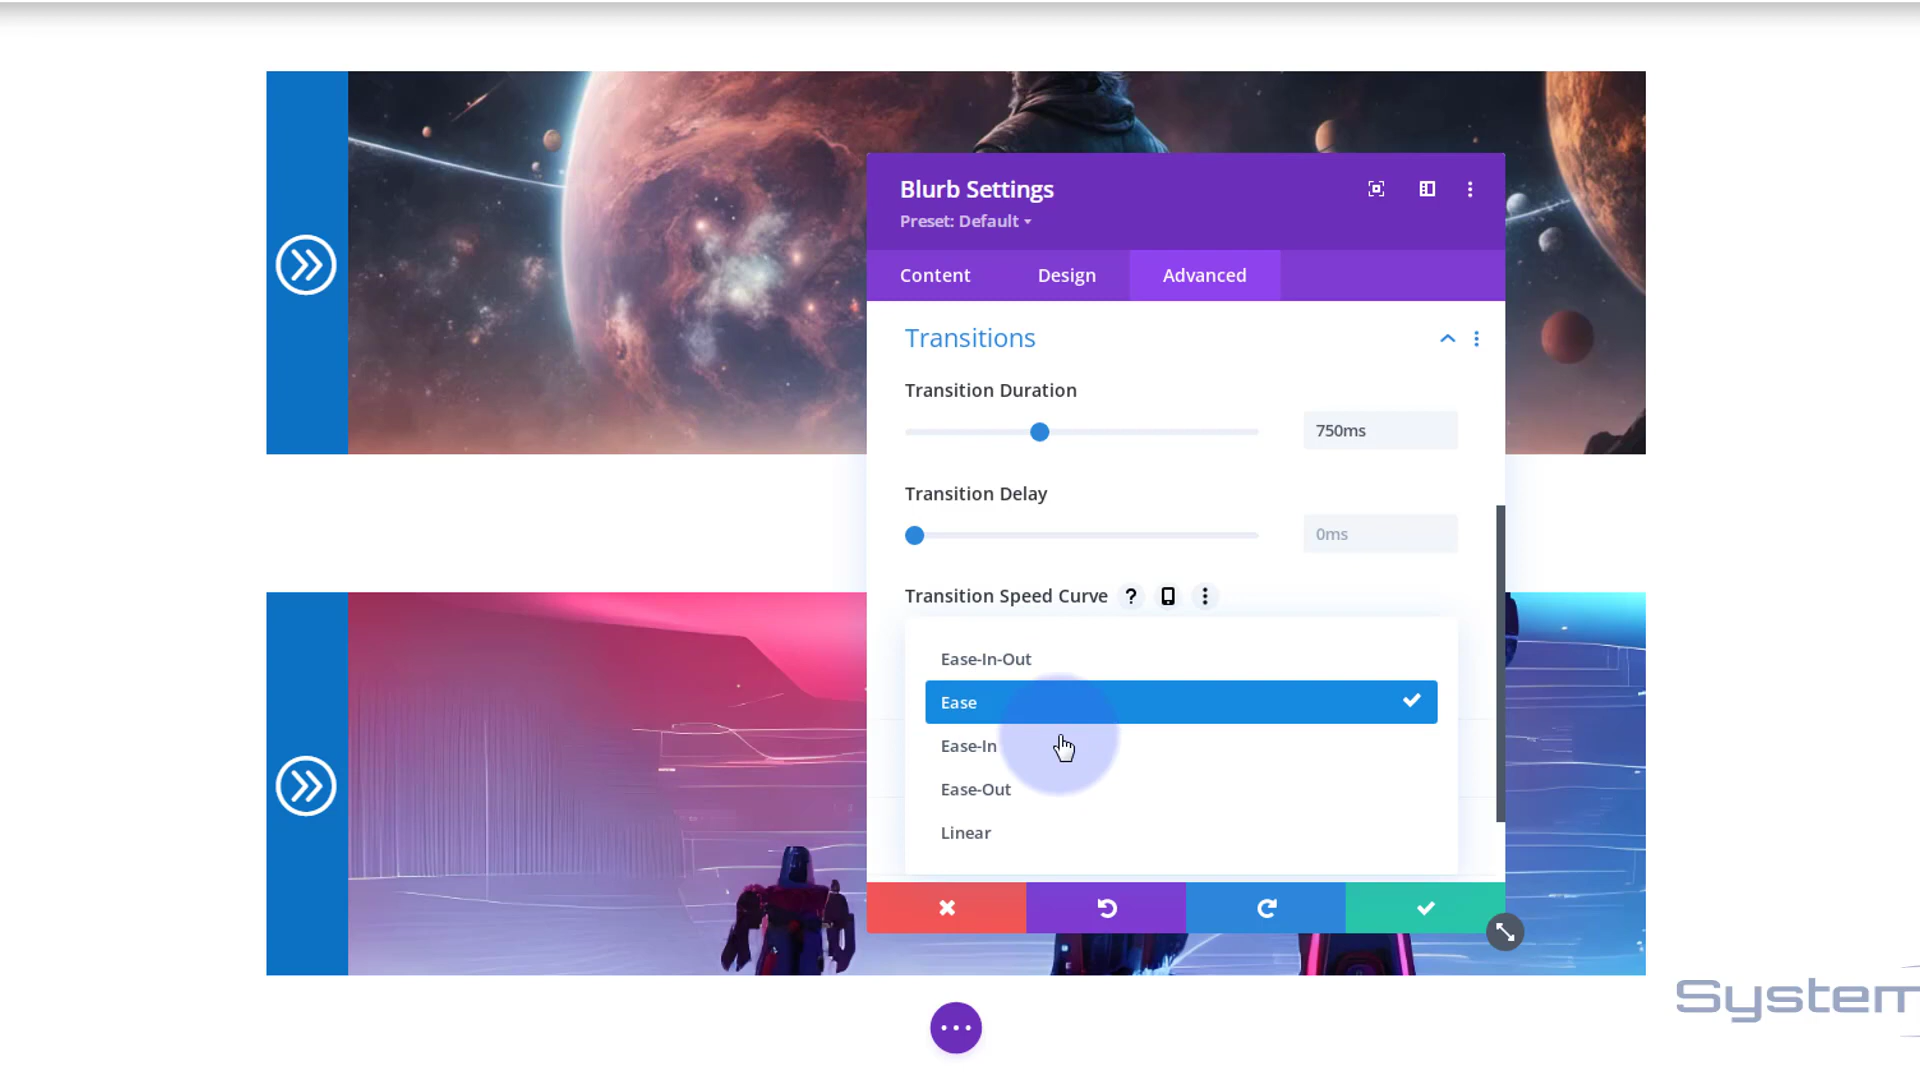 Blurb Settings
Preset: Default
Content Design Advanced
Transitions
Transition Duration
750ms
Transition Delay
0ms
Transition Speed Curve ?
Ease-In-Out
Ease
Ease-In
Ease-Out
Linear
System